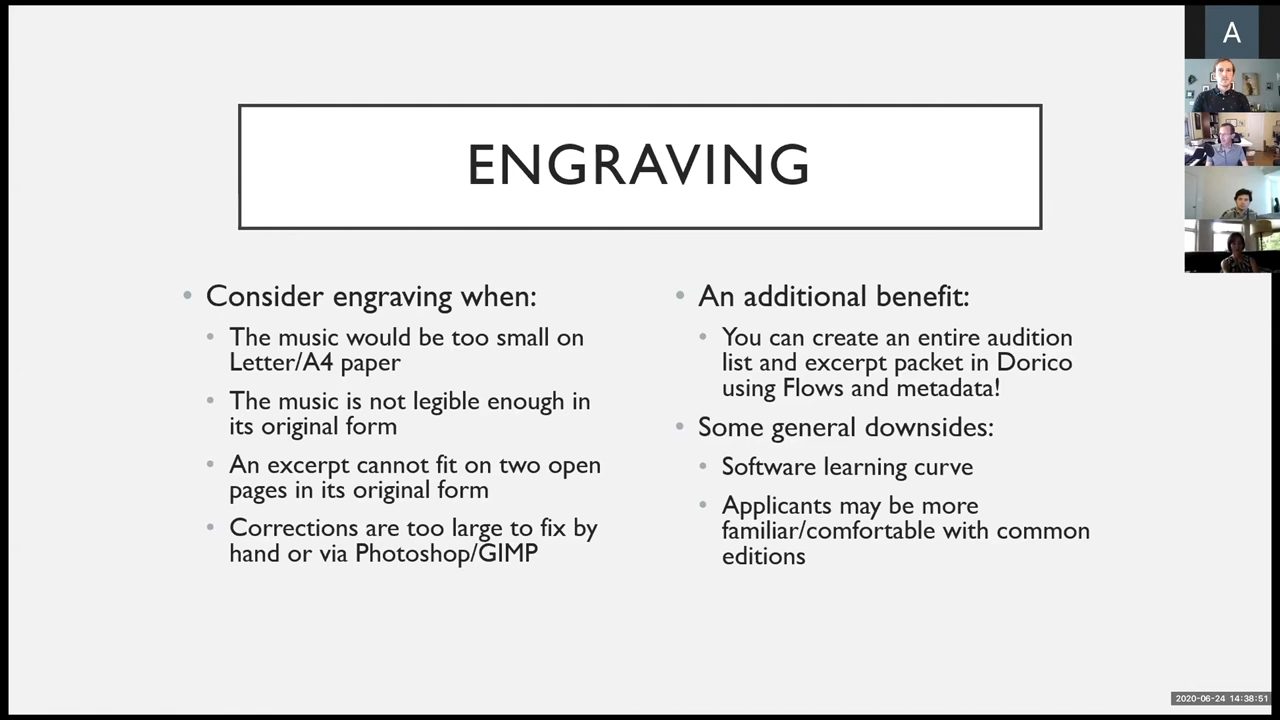 A
ENGRAVING
• Consider engraving when:
• The music would be too small on
Letter/A4 paper
• The music is not legible enough in
its original form
• An excerpt cannot fit on two open
pages in its original form
• Corrections are too large to fix by
hand or via Photoshop/GIMP
• An additional benefit:
• You can create an entire audition
list and excerpt packet in Dorico
using Flows and metadata!
• Some general downsides:
• Software learning curve
• Applicants may be more
familiar/comfortable with common
editions
2020-06-24 14:38:51